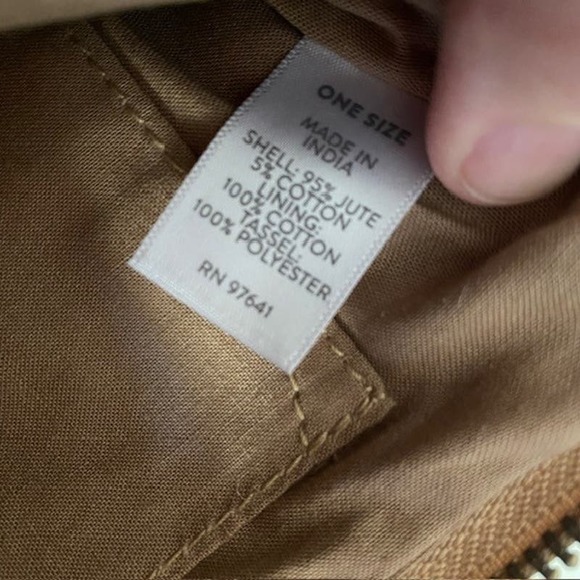 ONE SIZE
MADE IN
INDIA
SHELL: 95% JUTE
5% COTTON
LINING:
100% COTTON
TASSEL:
100% POLYESTER
RN 97641